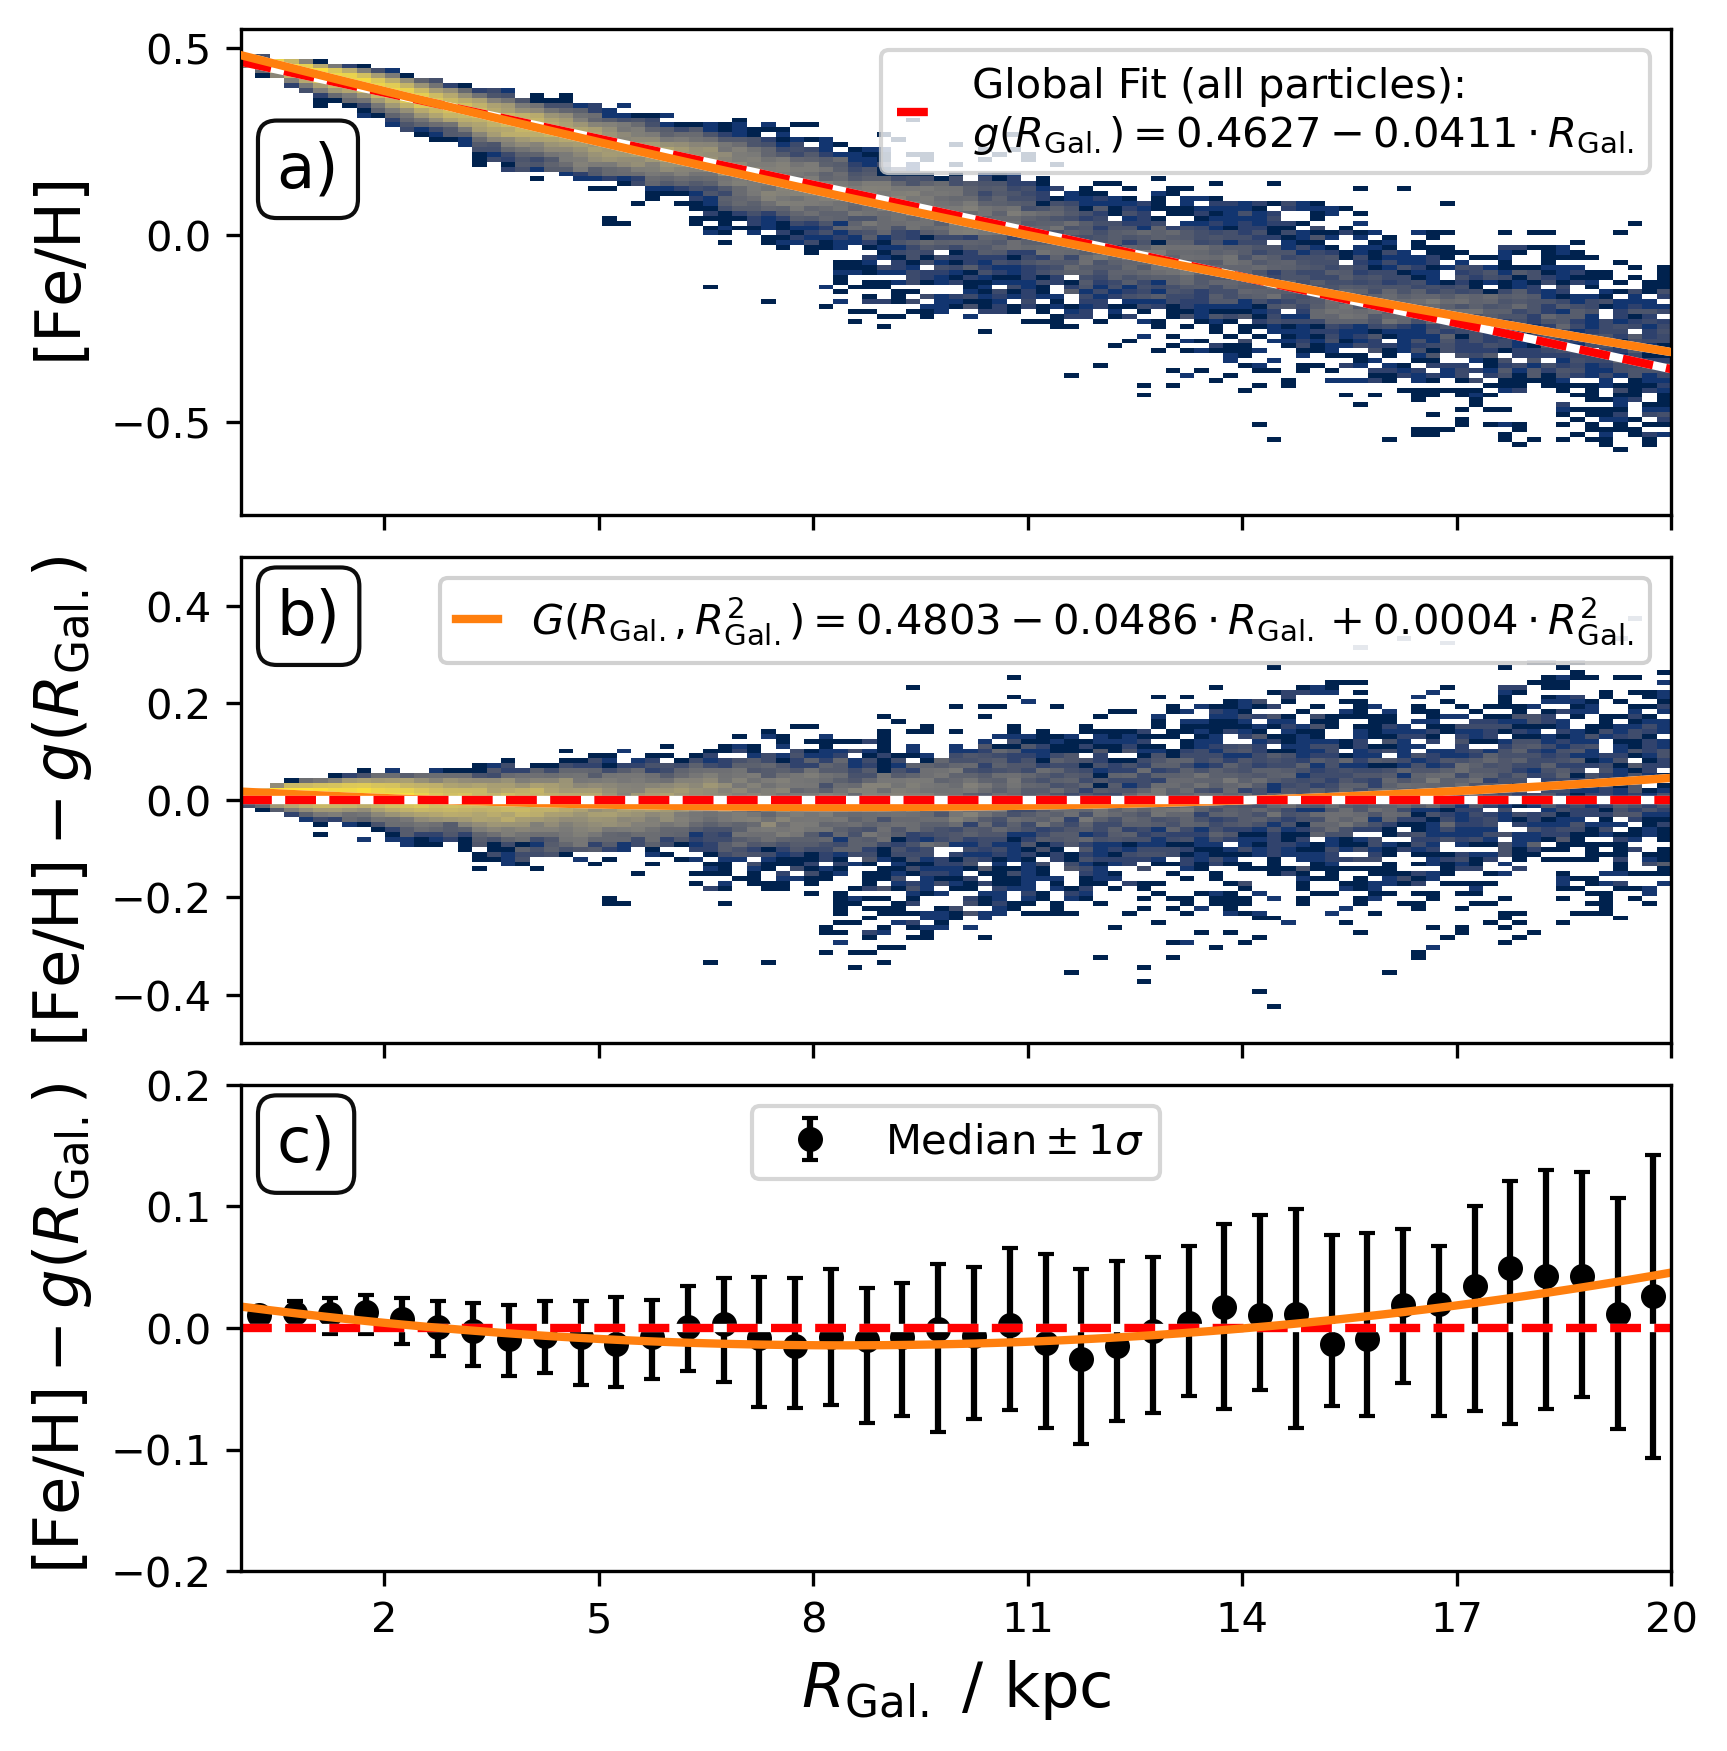 0.5
0.0
−0.5
[Fe/H]
a)
Global Fit (all particles):
g(R_Gal.) = 0.4627 − 0.0411 · R_Gal.
0.4
0.2
0.0
−0.2
−0.4
[Fe/H] − g(R_Gal.)
b)
G(R_Gal., R²_Gal.) = 0.4803 − 0.0486 · R_Gal. + 0.0004 · R²_Gal.
0.2
0.1
0.0
−0.1
−0.2
[Fe/H] − g(R_Gal.)
c)
Median ± 1σ
2 5 8 11 14 17 20
R_Gal. / kpc